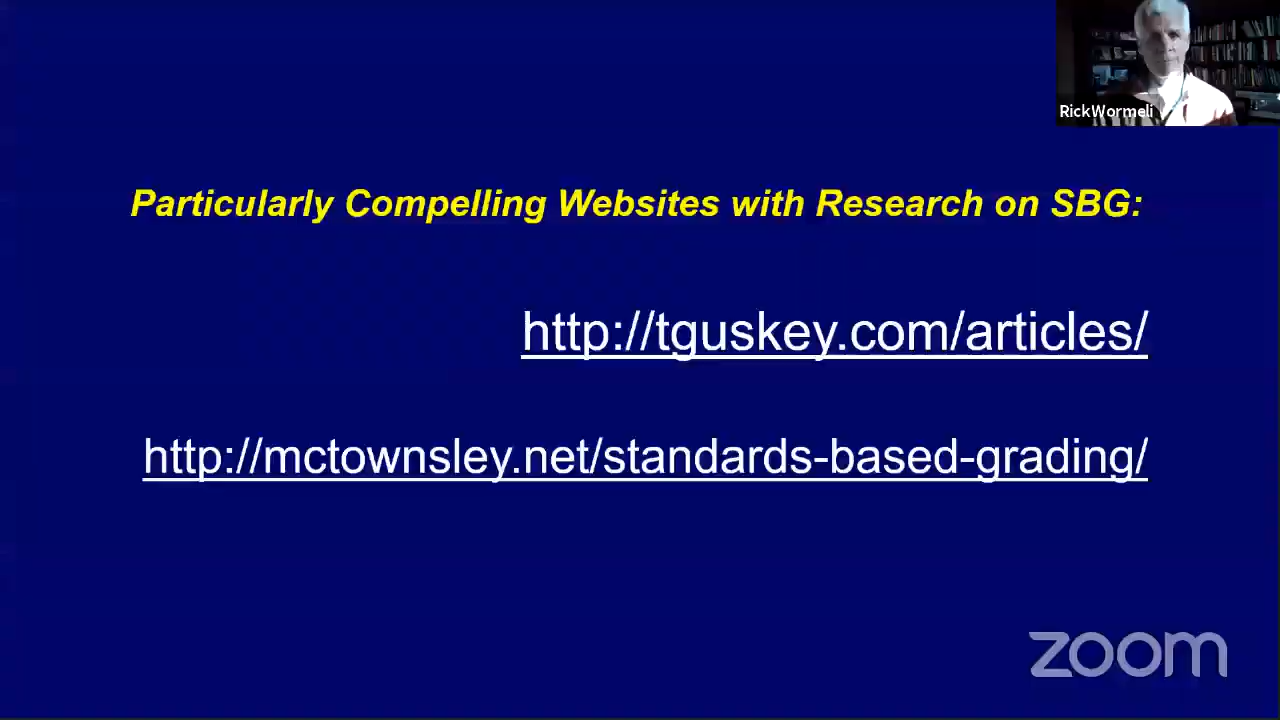 RickWormeli
Particularly Compelling Websites with Research on SBG:
http://tguskey.com/articles/
http://mctownsley.net/standards-based-grading/
zoom